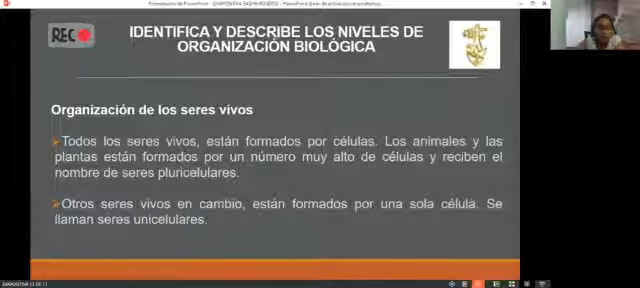 REC
IDENTIFICA Y DESCRIBE LOS NIVELES DE
ORGANIZACIÓN BIOLÓGICA
Organización de los seres vivos
Todos los seres vivos, están formados por células. Los animales y las
plantas están formados por un número muy alto de células y reciben el
nombre de seres pluricelulares.
Otros seres vivos en cambio, están formados por una sola célula. Se
llaman seres unicelulares.